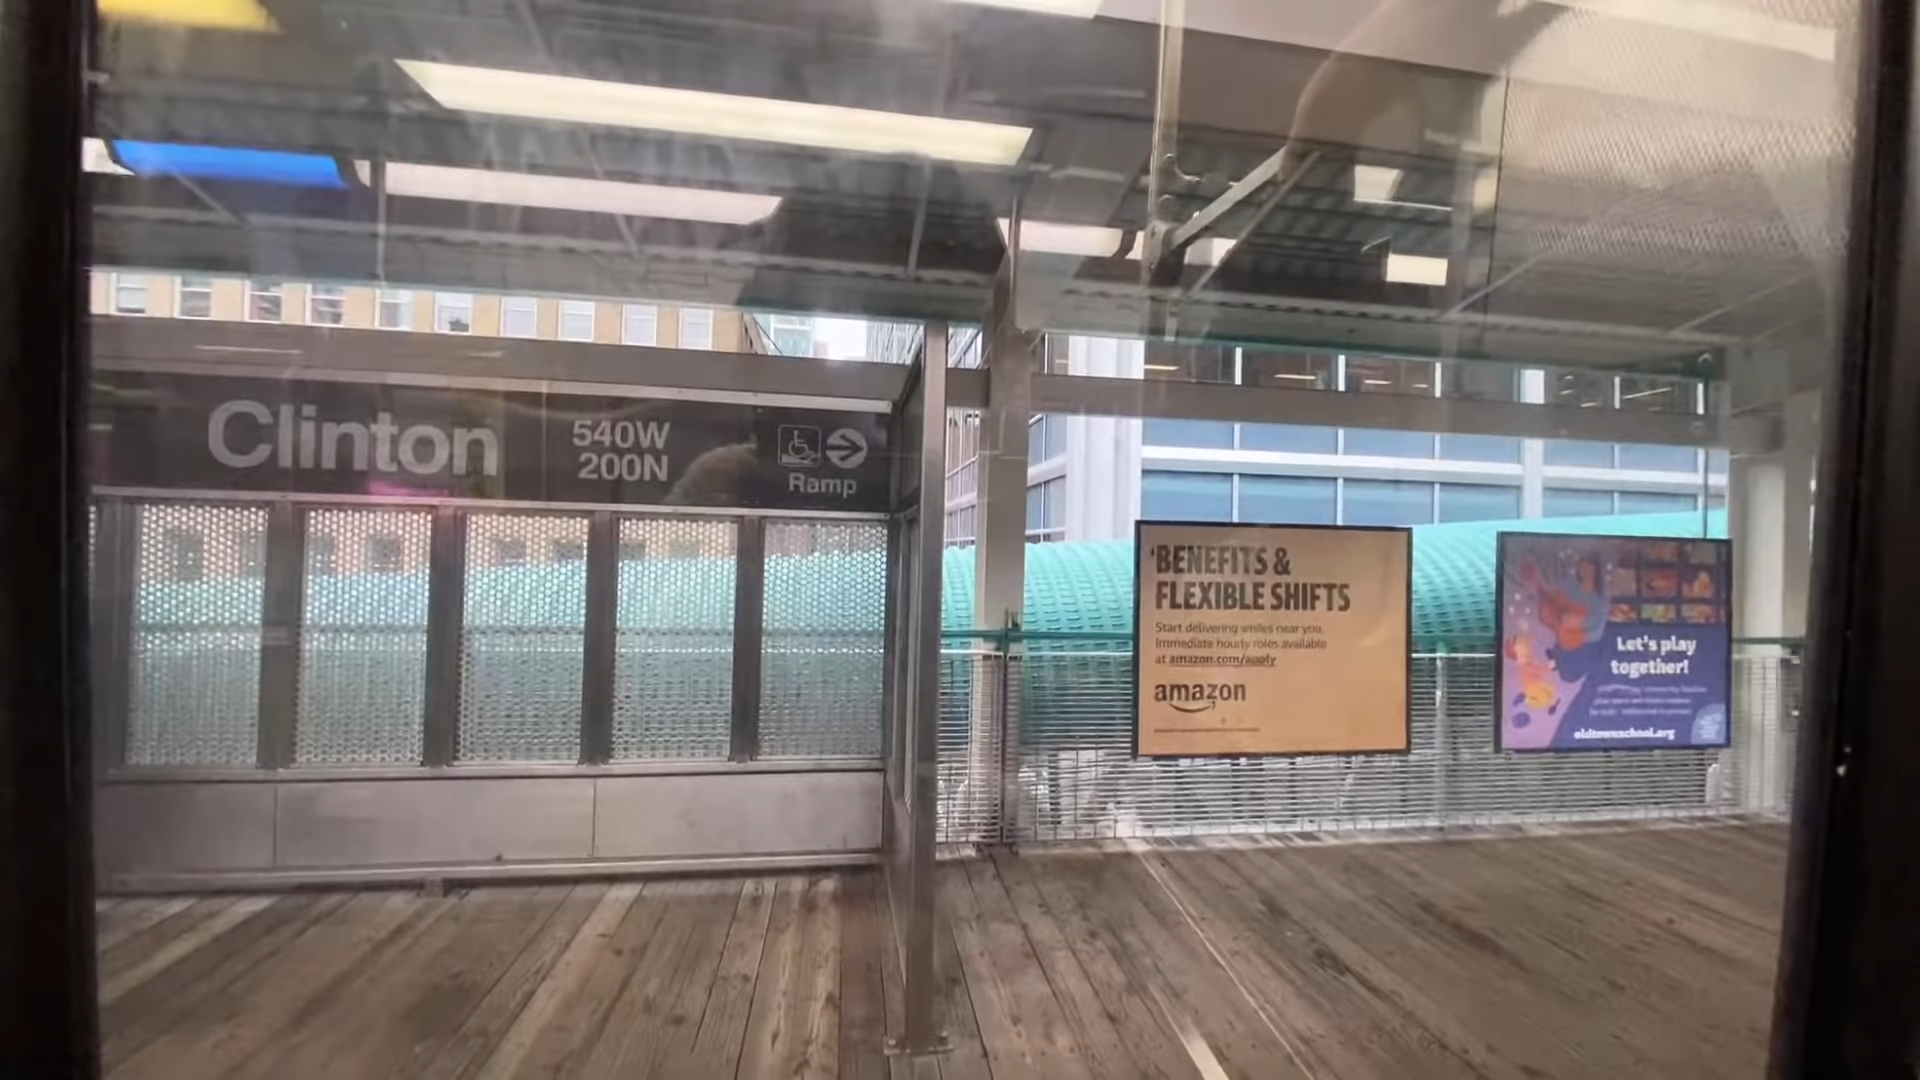 Clinton
540W
200N
Ramp
'BENEFITS &
FLEXIBLE SHIFTS
Start delivering smiles near you.
Immediate hourly roles available
at amazon.com/apply
amazon
Let's play
together!
oldtownschool.org